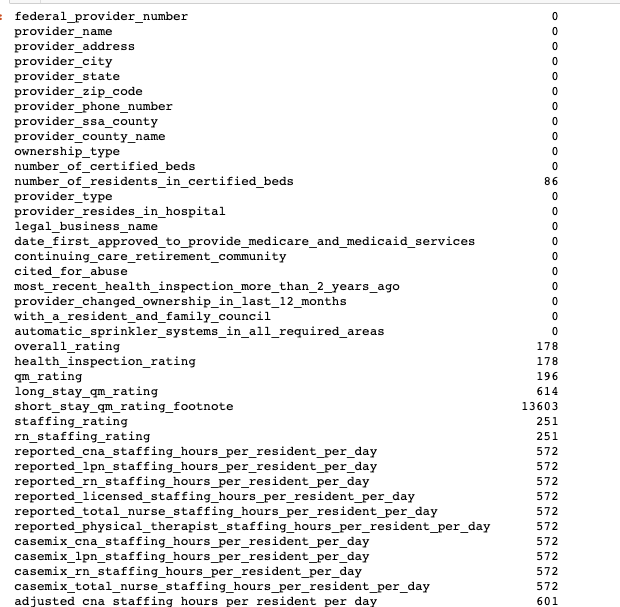 federal_provider_number 0
provider_name 0
provider_address 0
provider_city 0
provider_state 0
provider_zip_code 0
provider_phone_number 0
provider_ssa_county 0
provider_county_name 0
ownership_type 0
number_of_certified_beds 0
number_of_residents_in_certified_beds 86
provider_type 0
provider_resides_in_hospital 0
legal_business_name 0
date_first_approved_to_provide_medicare_and_medicaid_services 0
continuing_care_retirement_community 0
cited_for_abuse 0
most_recent_health_inspection_more_than_2_years_ago 0
provider_changed_ownership_in_last_12_months 0
with_a_resident_and_family_council 0
automatic_sprinkler_systems_in_all_required_areas 0
overall_rating 178
health_inspection_rating 178
qm_rating 196
long_stay_qm_rating 614
short_stay_qm_rating_footnote 13603
staffing_rating 251
rn_staffing_rating 251
reported_cna_staffing_hours_per_resident_per_day 572
reported_lpn_staffing_hours_per_resident_per_day 572
reported_rn_staffing_hours_per_resident_per_day 572
reported_licensed_staffing_hours_per_resident_per_day 572
reported_total_nurse_staffing_hours_per_resident_per_day 572
reported_physical_therapist_staffing_hours_per_resident_per_day 572
casemix_cna_staffing_hours_per_resident_per_day 572
casemix_lpn_staffing_hours_per_resident_per_day 572
casemix_rn_staffing_hours_per_resident_per_day 572
casemix_total_nurse_staffing_hours_per_resident_per_day 572
adjusted_cna_staffing_hours_per_resident_per_day 601